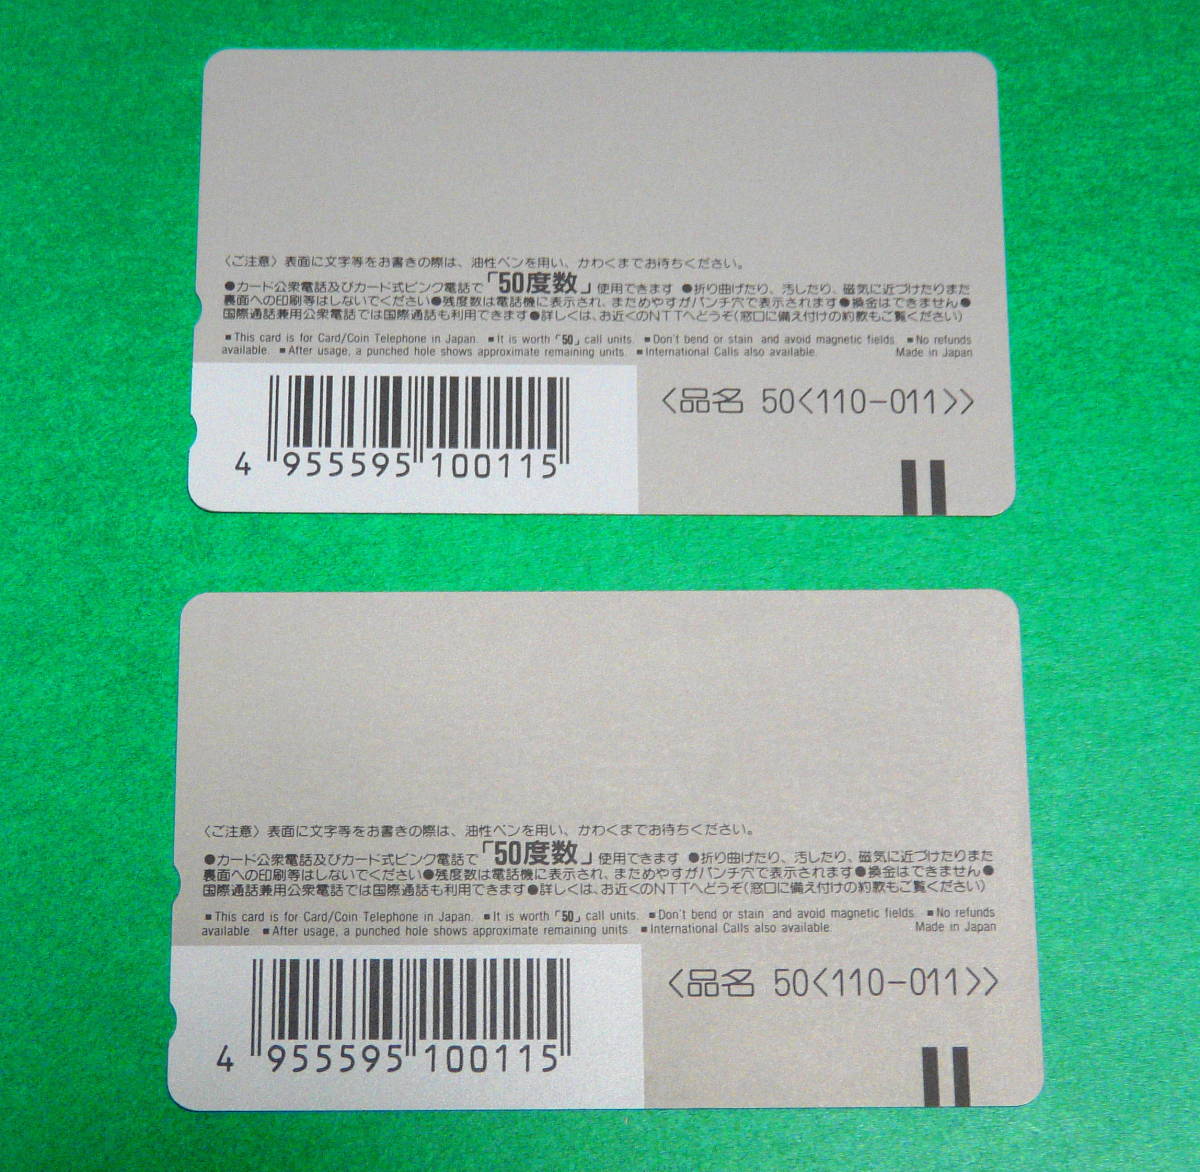 〈ご注意〉表面に文字等をお書きの際は、油性ペンを用い、かわくまでお待ちください。
●カード公衆電話及びカード式ピンク電話で「50度数」使用できます ●折り曲げたり、汚したり、磁気に近づけたりまた
裏面への印刷等はしないでください●残度数は電話機に表示され、まためやすがパンチ穴で表示されます●換金はできません●
国際通話兼用公衆電話では国際通話も利用できます●詳しくは、お近くのNTTへどうぞ(窓口に備え付けの約款もご覧ください)
■This card is for Card/Coin Telephone in Japan. ■It is worth「50」call units. ■Don't bend or stain and avoid magnetic fields. ■No refunds
available. ■After usage, a punched hole shows approximate remaining units. ■International Calls also available. Made in Japan
<品名 50<110-011>>
4 955595 100115
〈ご注意〉表面に文字等をお書きの際は、油性ペンを用い、かわくまでお待ちください。
●カード公衆電話及びカード式ピンク電話で「50度数」使用できます ●折り曲げたり、汚したり、磁気に近づけたりまた
裏面への印刷等はしないでください●残度数は電話機に表示され、まためやすがパンチ穴で表示されます●換金はできません●
国際通話兼用公衆電話では国際通話も利用できます●詳しくは、お近くのNTTへどうぞ(窓口に備え付けの約款もご覧ください)
■This card is for Card/Coin Telephone in Japan. ■It is worth「50」call units. ■Don't bend or stain and avoid magnetic fields. ■No refunds
available. ■After usage, a punched hole shows approximate remaining units. ■International Calls also available. Made in Japan
<品名 50<110-011>>
4 955595 100115